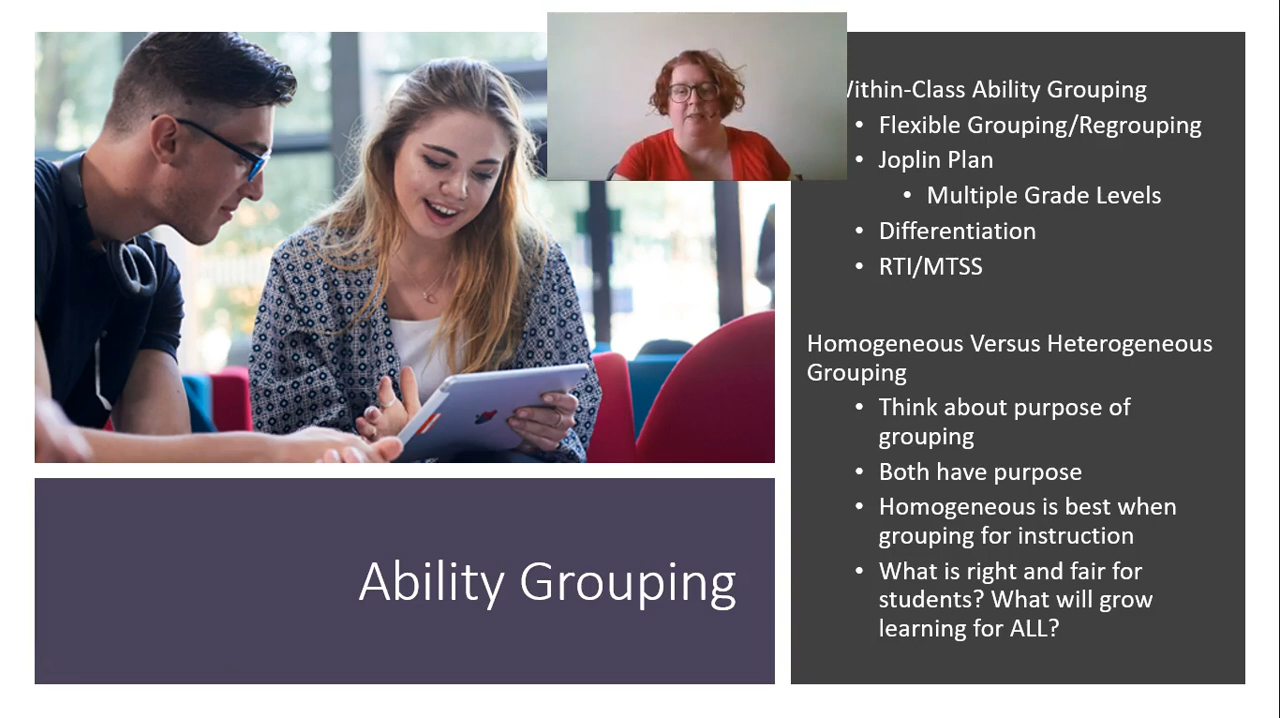 Within-Class Ability Grouping
• Flexible Grouping/Regrouping
• Joplin Plan
• Multiple Grade Levels
• Differentiation
• RTI/MTSS
Homogeneous Versus Heterogeneous
Grouping
• Think about purpose of
grouping
• Both have purpose
• Homogeneous is best when
grouping for instruction
• What is right and fair for
students? What will grow
learning for ALL?
Ability Grouping